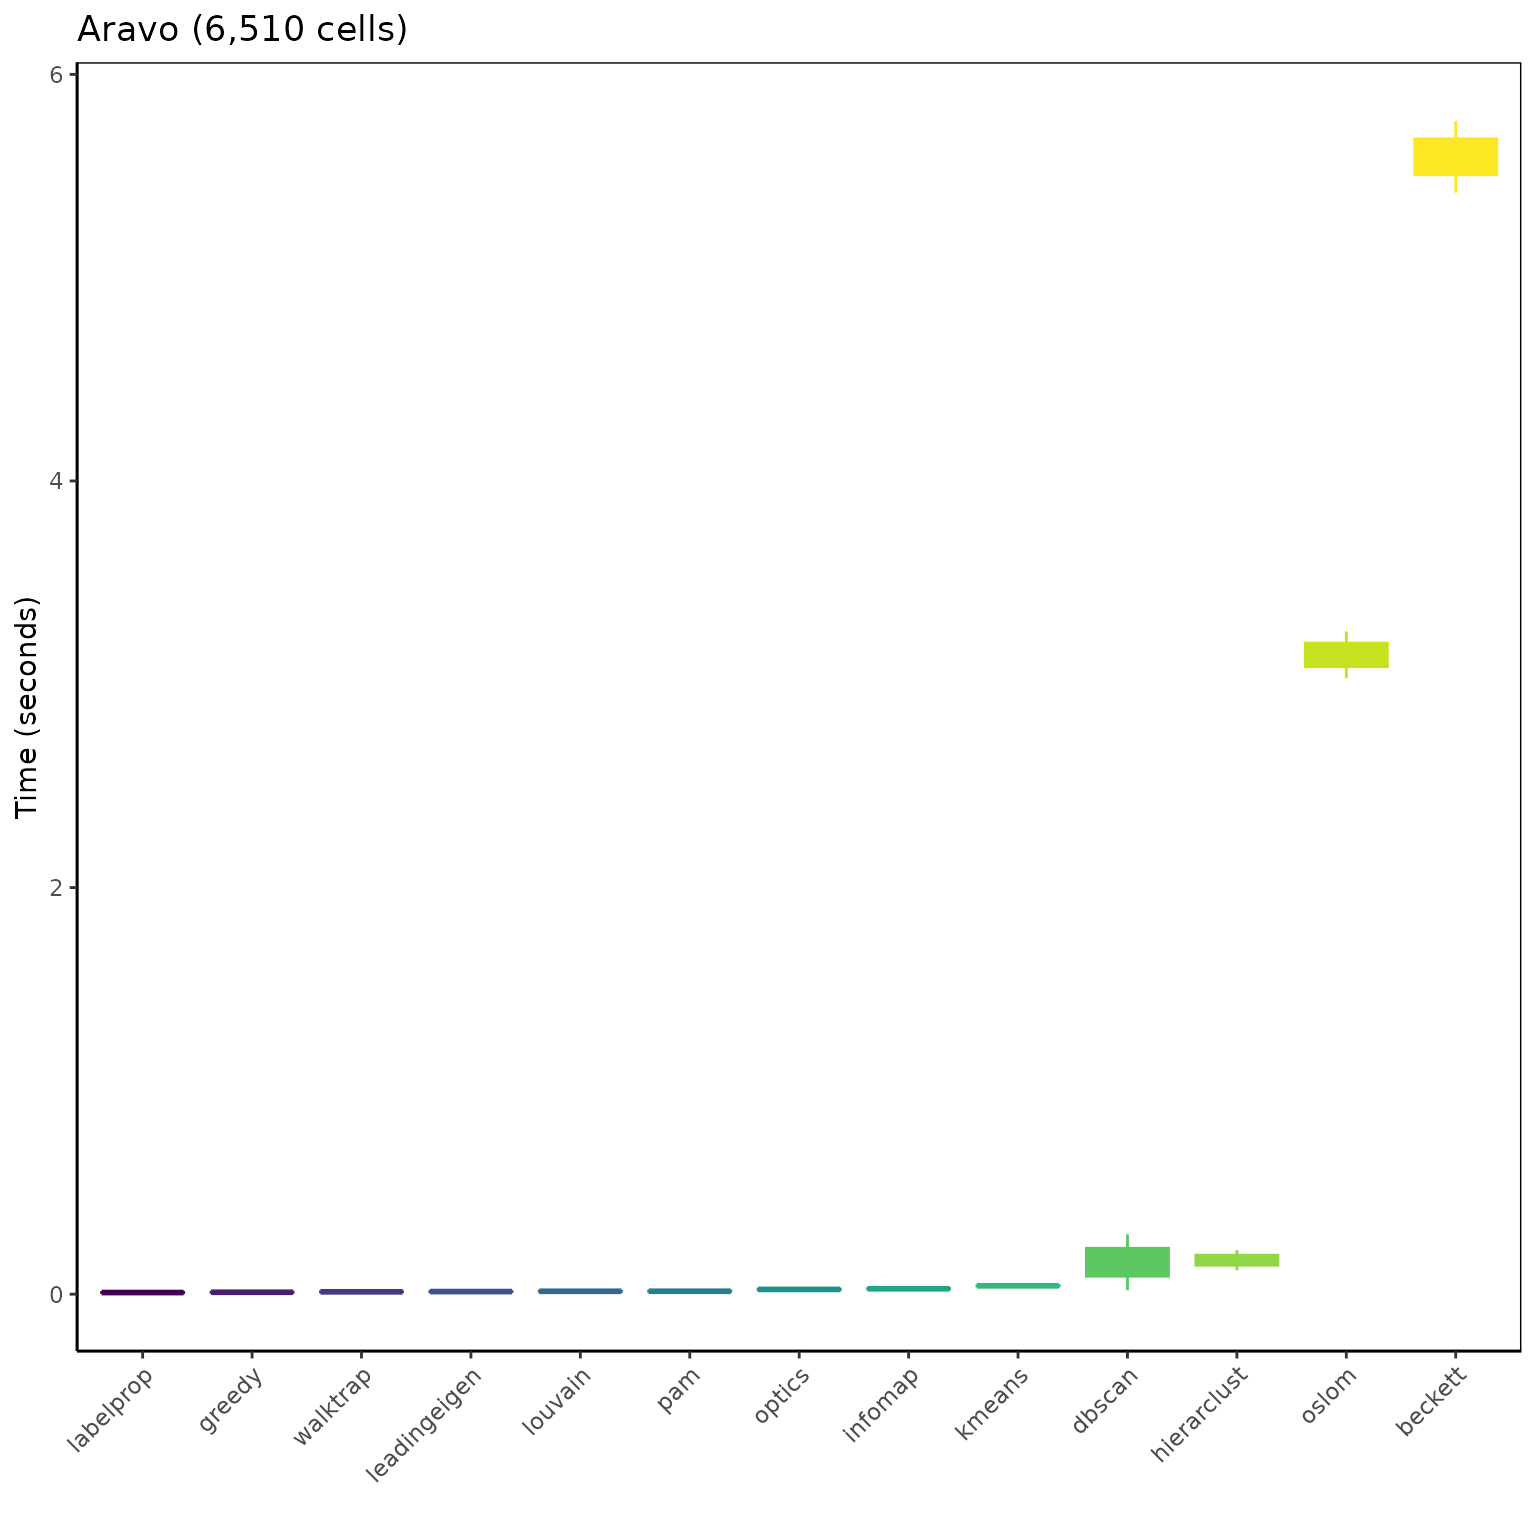 Aravo (6,510 cells)
Time (seconds)
6
4
2
0
labelprop
greedy
walktrap
leadingeigen
louvain
pam
optics
infomap
kmeans
dbscan
hierarclust
oslom
beckett